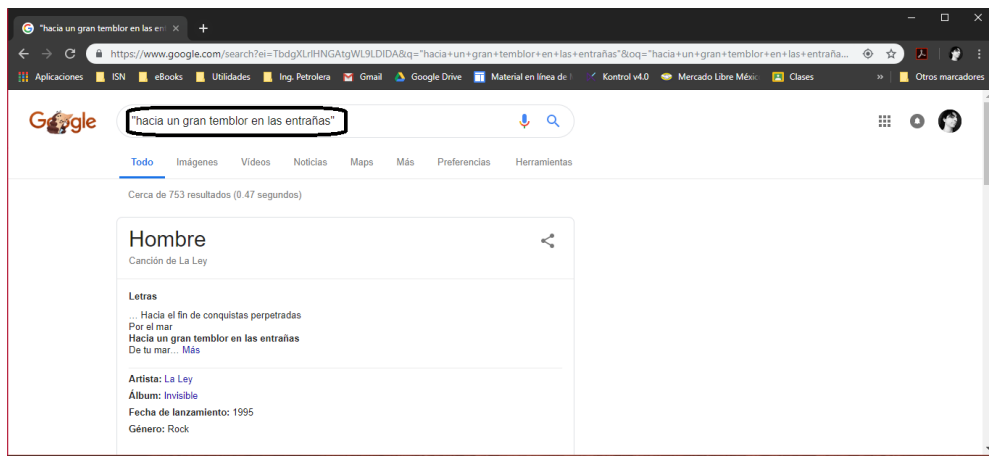 "hacia un gran temblor en las ent
https://www.google.com/search?ei=TbdgXLrIHNGAtgWL9LDIDA&q="hacia+un+gran+temblor+en+las+entrañas"&oq="hacia+un+gran+temblor+en+las+entraña...
Aplicaciones ISN eBooks Utilidades Ing. Petrolera Gmail Google Drive Material en línea de Kontrol v4.0 Mercado Libre Méxic Clases » Otros marcadores
Google "hacia un gran temblor en las entrañas"
Todo Imágenes Vídeos Noticias Maps Más Preferencias Herramientas
Cerca de 753 resultados (0.47 segundos)
Hombre
Canción de La Ley
Letras
... Hacia el fin de conquistas perpetradas
Por el mar
Hacia un gran temblor en las entrañas
De tu mar... Más
Artista: La Ley
Álbum: Invisible
Fecha de lanzamiento: 1995
Género: Rock